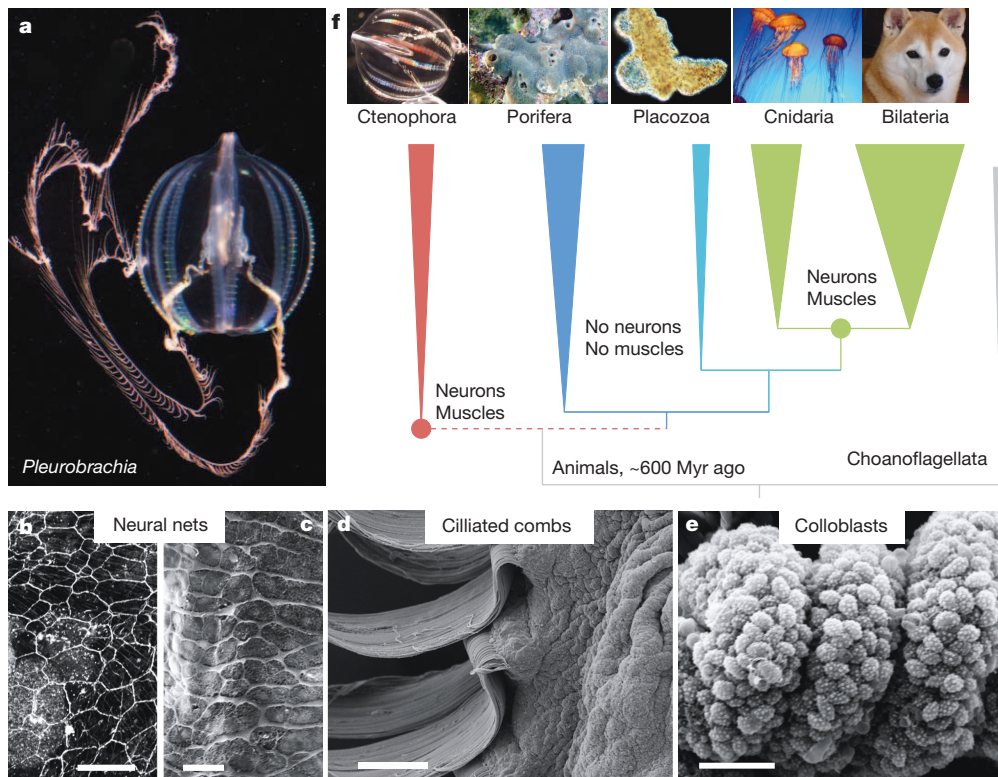 a
Pleurobrachia
f
Ctenophora
Porifera
Placozoa
Cnidaria
Bilateria
Neurons
Muscles
No neurons
No muscles
Neurons
Muscles
Animals, ~600 Myr ago
Choanoflagellata
b
Neural nets
c
d
Cilliated combs
e
Colloblasts